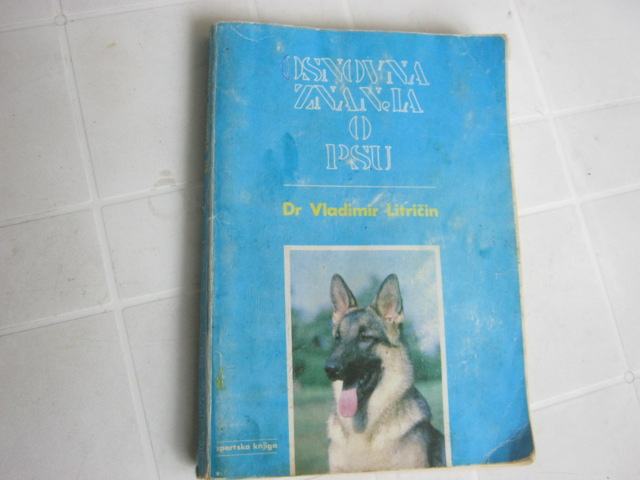 OSNOVNA
ZNANJA
O
PSU
Dr Vladimir Litričin
sportska knjiga